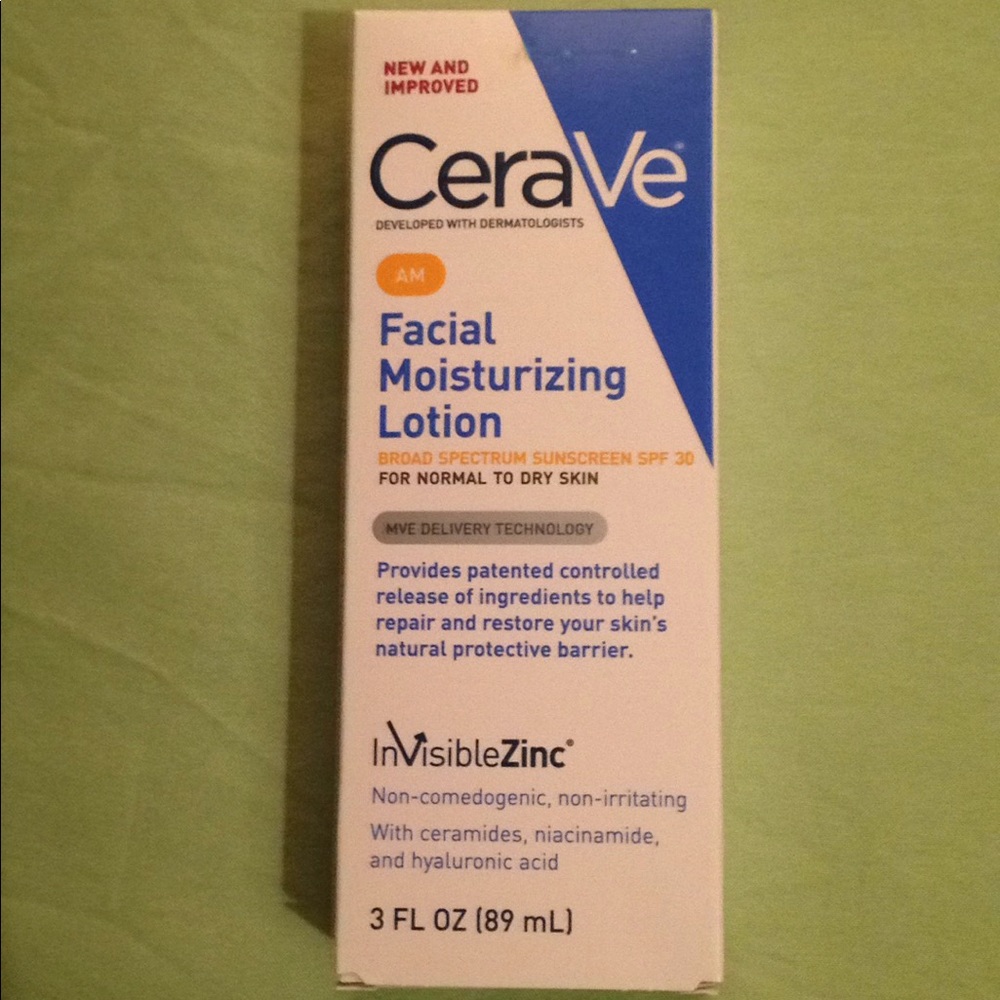 NEW AND
IMPROVED
CeraVe®
DEVELOPED WITH DERMATOLOGISTS
AM
Facial
Moisturizing
Lotion
BROAD SPECTRUM SUNSCREEN SPF 30
FOR NORMAL TO DRY SKIN
MVE DELIVERY TECHNOLOGY
Provides patented controlled
release of ingredients to help
repair and restore your skin's
natural protective barrier.
InVisibleZinc®
Non-comedogenic, non-irritating
With ceramides, niacinamide,
and hyaluronic acid
3 FL OZ (89 mL)